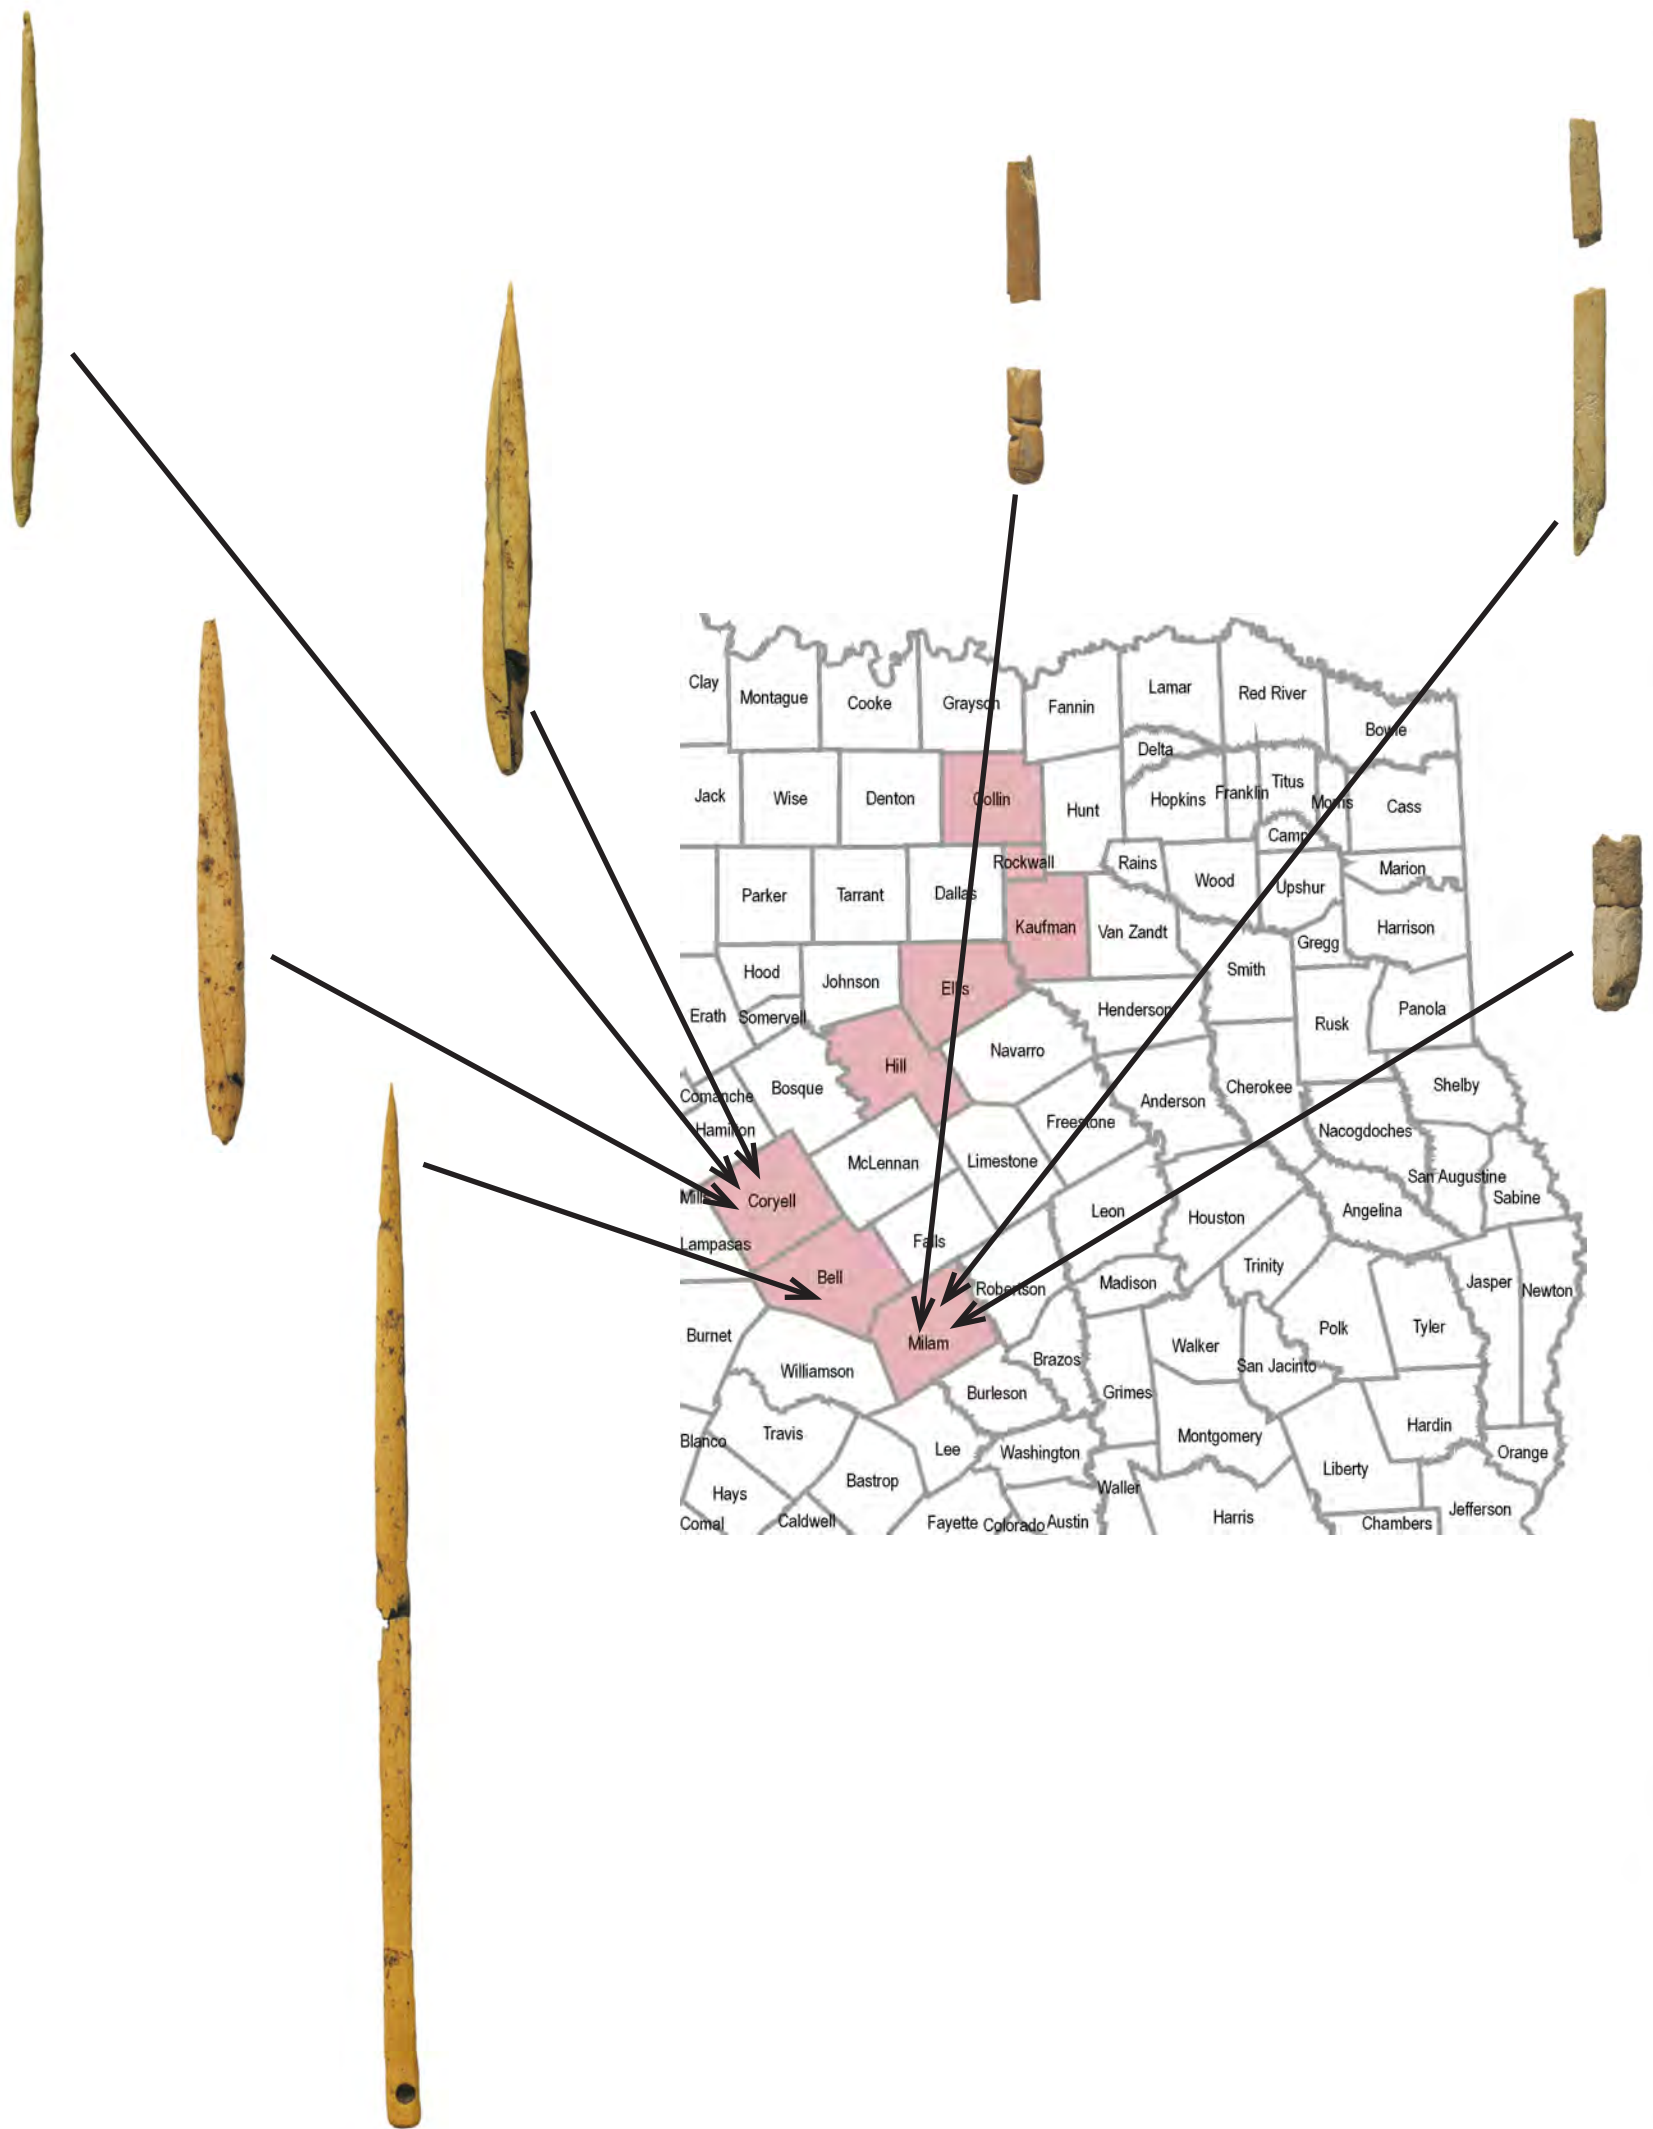 Clay
Montague
Cooke
Grayson
Fannin
Lamar
Red River
Bowie
Delta
Jack
Wise
Denton
Collin
Hunt
Hopkins
Franklin
Titus
Morris
Cass
Camp
Rockwall
Rains
Wood
Upshur
Marion
Parker
Tarrant
Dallas
Kaufman
Van Zandt
Gregg
Harrison
Hood
Johnson
Ellis
Smith
Erath
Somervell
Henderson
Rusk
Panola
Hill
Navarro
Comanche
Bosque
Cherokee
Shelby
Anderson
Hamilton
Freestone
Nacogdoches
McLennan
Limestone
San Augustine
Sabine
Mills
Coryell
Leon
Houston
Angelina
Lampasas
Falls
Bell
Robertson
Madison
Trinity
Jasper
Newton
Burnet
Milam
Walker
Polk
Tyler
Williamson
Brazos
San Jacinto
Burleson
Grimes
Travis
Hardin
Blanco
Lee
Washington
Montgomery
Orange
Bastrop
Liberty
Hays
Waller
Jefferson
Comal
Caldwell
Fayette
Colorado
Austin
Harris
Chambers